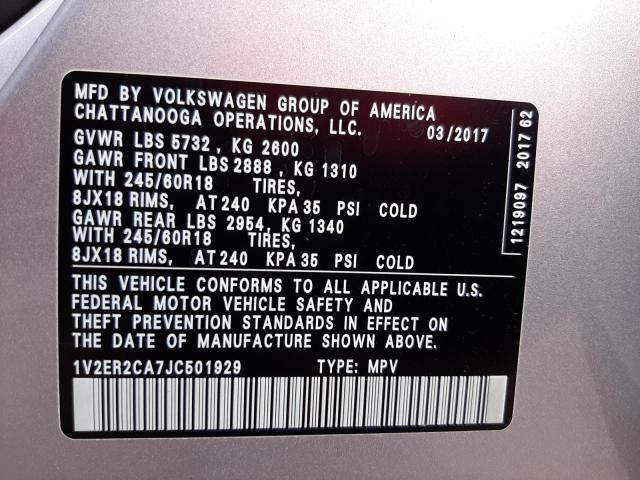 MFD BY VOLKSWAGEN GROUP OF AMERICA
CHATTANOOGA OPERATIONS, LLC. 03/2017
GVWR LBS 5732 , KG 2600
GAWR FRONT LBS 2888 , KG 1310
WITH 245/60R18 TIRES,
8JX18 RIMS, AT 240 KPA 35 PSI COLD
GAWR REAR LBS 2954, KG 1340
WITH 245/60R18 TIRES,
8JX18 RIMS, AT 240 KPA 35 PSI COLD
THIS VEHICLE CONFORMS TO ALL APPLICABLE U.S.
FEDERAL MOTOR VEHICLE SAFETY AND
THEFT PREVENTION STANDARDS IN EFFECT ON
THE DATE OF MANUFACTURE SHOWN ABOVE.
1V2ER2CA7JC501929 TYPE: MPV
1219097 2017 62